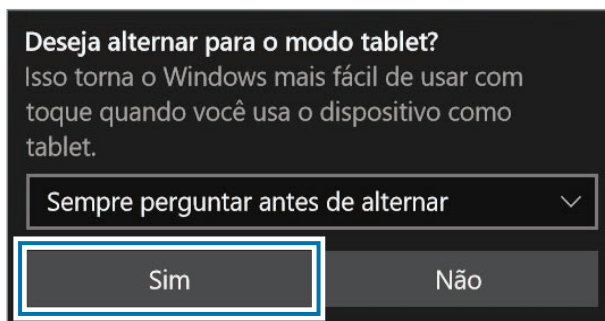 Deseja alternar para o modo tablet?
Isso torna o Windows mais fácil de usar com
toque quando você usa o dispositivo como
tablet.
Sempre perguntar antes de alternar
Sim
Não